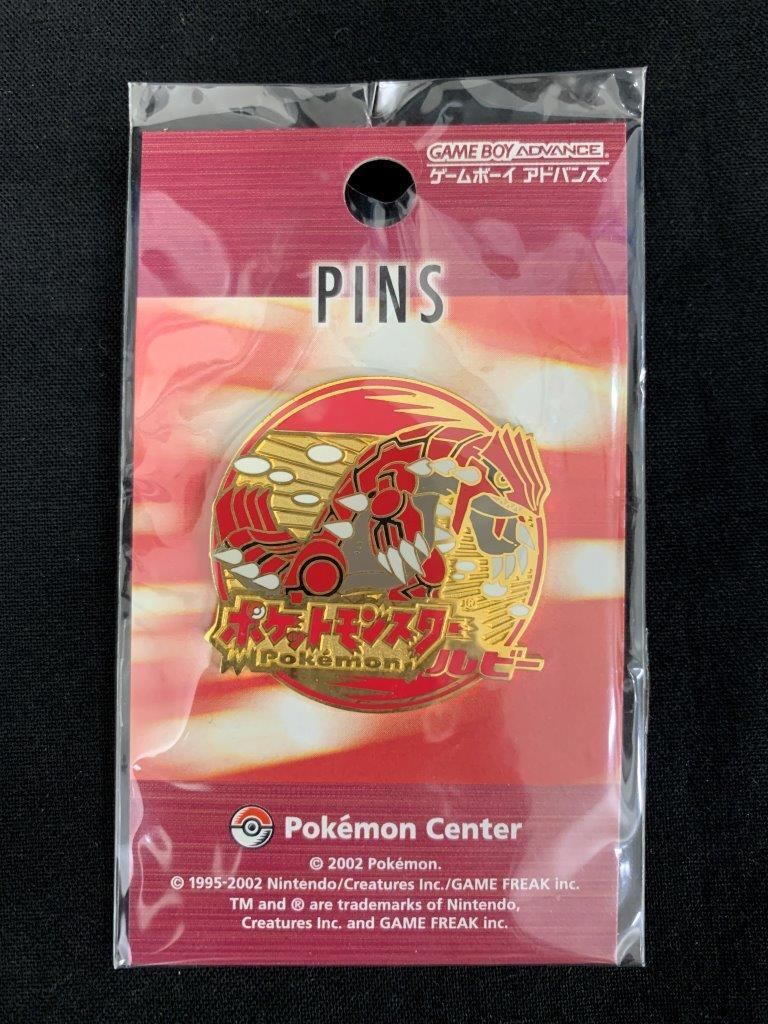 GAME BOY ADVANCE
ゲームボーイ アドバンス®
PINS
ポケットモンスター®
Pokémon ルビー
Pokémon Center
© 2002 Pokémon.
© 1995-2002 Nintendo/Creatures Inc./GAME FREAK inc.
TM and ® are trademarks of Nintendo,
Creatures Inc. and GAME FREAK inc.